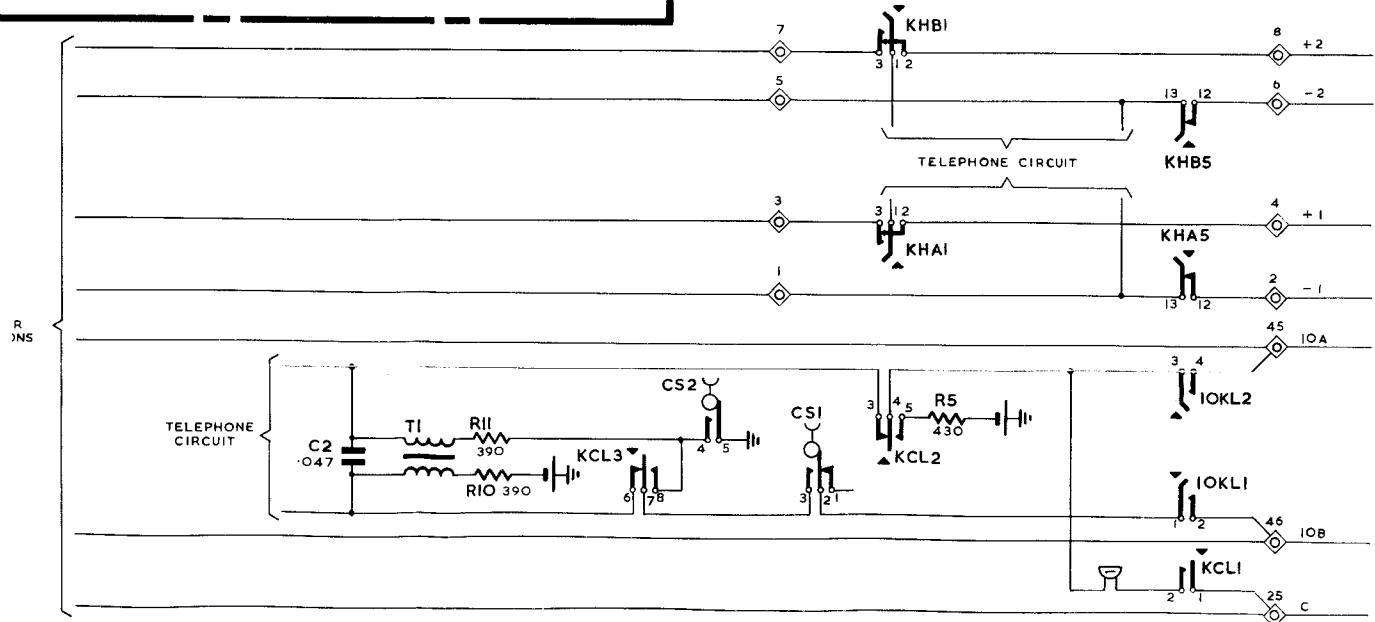 7
KHB1
8
+2
3 1 2
5
13 12
6
-2
TELEPHONE CIRCUIT
KHB5
3
3 1 2
4
+1
KHA1
KHA5
1
13 12
2
-1
R
ONS
45
10A
3 4
CS2
10KL2
CS1
3 4 5
R5
430
TELEPHONE
CIRCUIT
T1
R11
390
C2
.047
4 5
KCL3
KCL2
R10 390
6 7 8
3 2 1
10KL1
1 2
46
10B
KCL1
2 1
25
C